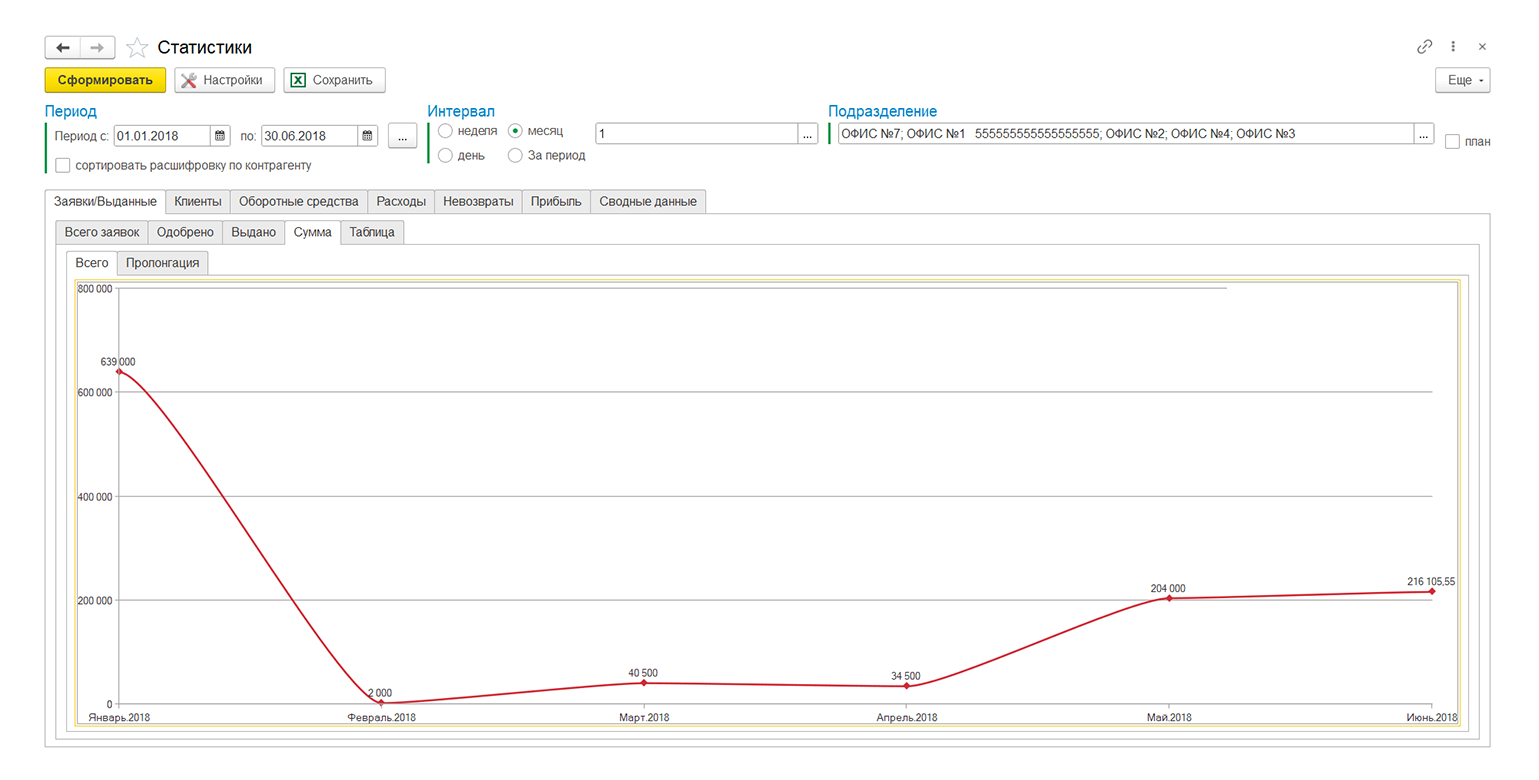 Статистики
Сформировать Настройки Сохранить Еще
Период Интервал Подразделение
Период с: 01.01.2018 по: 30.06.2018 ... неделя месяц 1 ... ОФИС №7; ОФИС №1 555555555555555555; ОФИС №2; ОФИС №4; ОФИС №3 ... план
сортировать расшифровку по контрагенту день За период
Заявки/Выданные Клиенты Оборотные средства Расходы Невозвраты Прибыль Сводные данные
Всего заявок Одобрено Выдано Сумма Таблица
Всего Пролонгация
800 000
639 000
600 000
400 000
216 105,55
204 000
200 000
40 500
34 500
2 000
0
Январь.2018 Февраль.2018 Март.2018 Апрель.2018 Май.2018 Июнь.2018